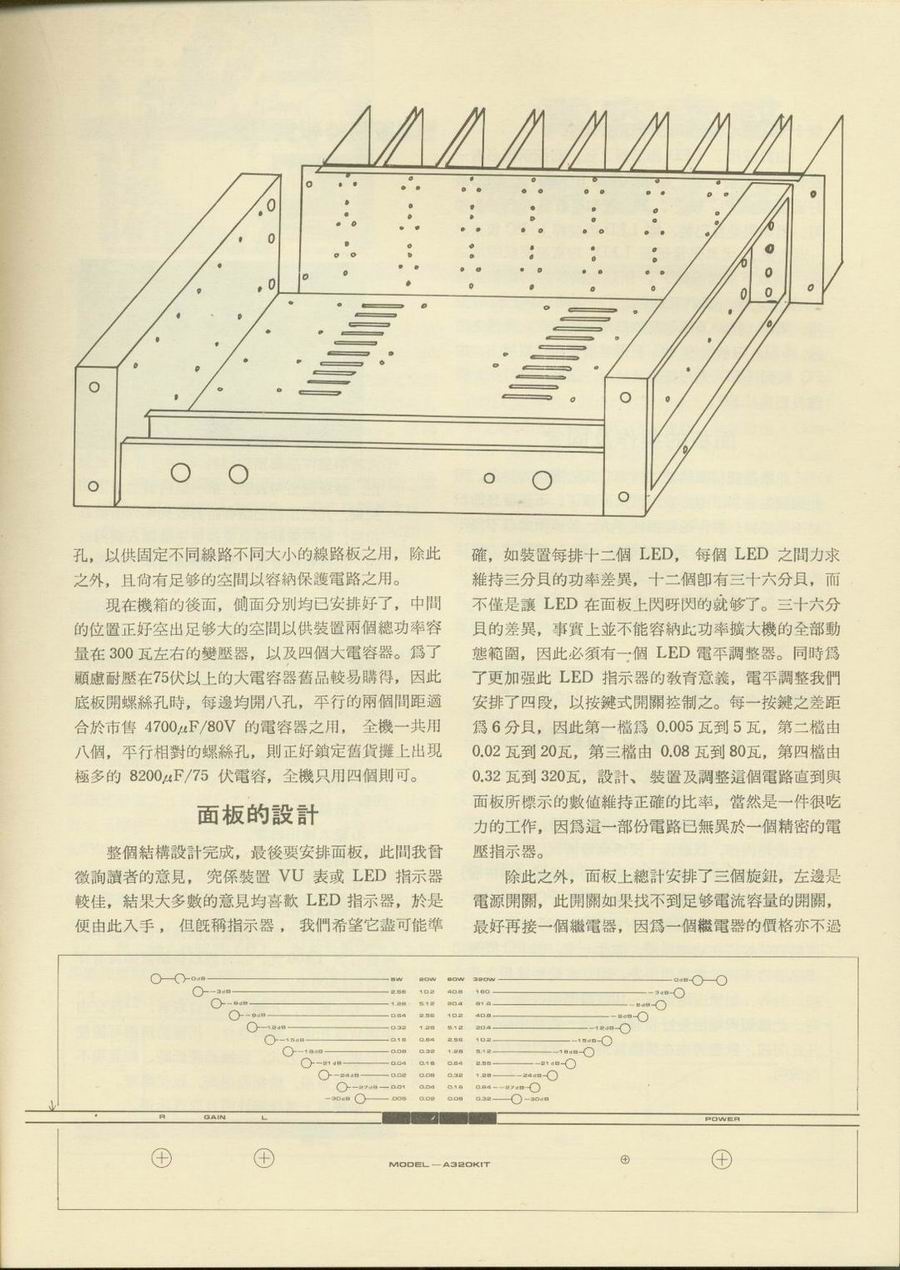 孔，以供固定不同線路不同大小的線路板之用，除此
之外，且尙有足够的空間以容納保護電路之用。
現在機箱的後面，側面分別均已安排好了，中間
的位置正好空出足够大的空間以供裝置兩個總功率容
量在 300 瓦左右的變壓器，以及四個大電容器。爲了
顧慮耐壓在75伏以上的大電容器舊品較易購得，因此
底板開螺絲孔時，每邊均開八孔，平行的兩個間距適
合於市售 4700μF/80V 的電容器之用， 全機一共用
八個，平行相對的螺絲孔，則正好鎖定舊貨攤上出現
極多的 8200μF/75 伏電容，全機只用四個則可。
面板的設計
整個結構設計完成，最後要安排面板，此間我曾
徵詢讀者的意見， 究係裝置 VU 表或 LED 指示器
較佳，結果大多數的意見均喜歡 LED 指示器，於是
便由此入手， 但旣稱指示器， 我們希望它盡可能準
確，如裝置每排十二個 LED， 每個 LED 之間力求
維持三分貝的功率差異，十二個卽有三十六分貝，而
不僅是讓 LED 在面板上閃呀閃的就够了。三十六分
貝的差異，事實上並不能容納此功率擴大機的全部動
態範圍，因此必須有一個 LED 電平調整器。同時爲
了更加强此 LED 指示器的敎育意義，電平調整我們
安排了四段，以按鍵式開關控制之。每一按鍵之差距
爲 6 分貝，因此第一檔爲 0.005 瓦到 5 瓦，第二檔由
0.02 瓦到 20瓦，第三檔由 0.08 瓦到 80瓦，第四檔由
0.32 瓦到 320瓦，設計、 裝置及調整這個電路直到與
面板所標示的數値維持正確的比率，當然是一件很吃
力的工作，因爲這一部份電路已無異於一個精密的電
壓指示器。
除此之外，面板上總計安排了三個旋鈕，左邊是
電源開關，此開關如果找不到足够電流容量的開關，
最好再接一個繼電器，因爲一個繼電器的價格亦不過
0dB 5W 20W 80W 320W 0dB
-3dB 2.56 10.2 40.8 160 -3dB
-6dB 1.28 5.12 20.4 81.6 -6dB
-9dB 0.64 2.56 10.2 40.8 -9dB
-12dB 0.32 1.28 5.12 20.4 -12dB
-15dB 0.16 0.64 2.56 10.2 -15dB
-18dB 0.08 0.32 1.28 5.12 -18dB
-21dB 0.04 0.16 0.64 2.56 -21dB
-24dB 0.02 0.08 0.32 1.28 -24dB
-27dB 0.01 0.04 0.16 0.64 -27dB
-30dB .005 0.02 0.08 0.32 -30dB
R GAIN L POWER
MODEL—A320KIT